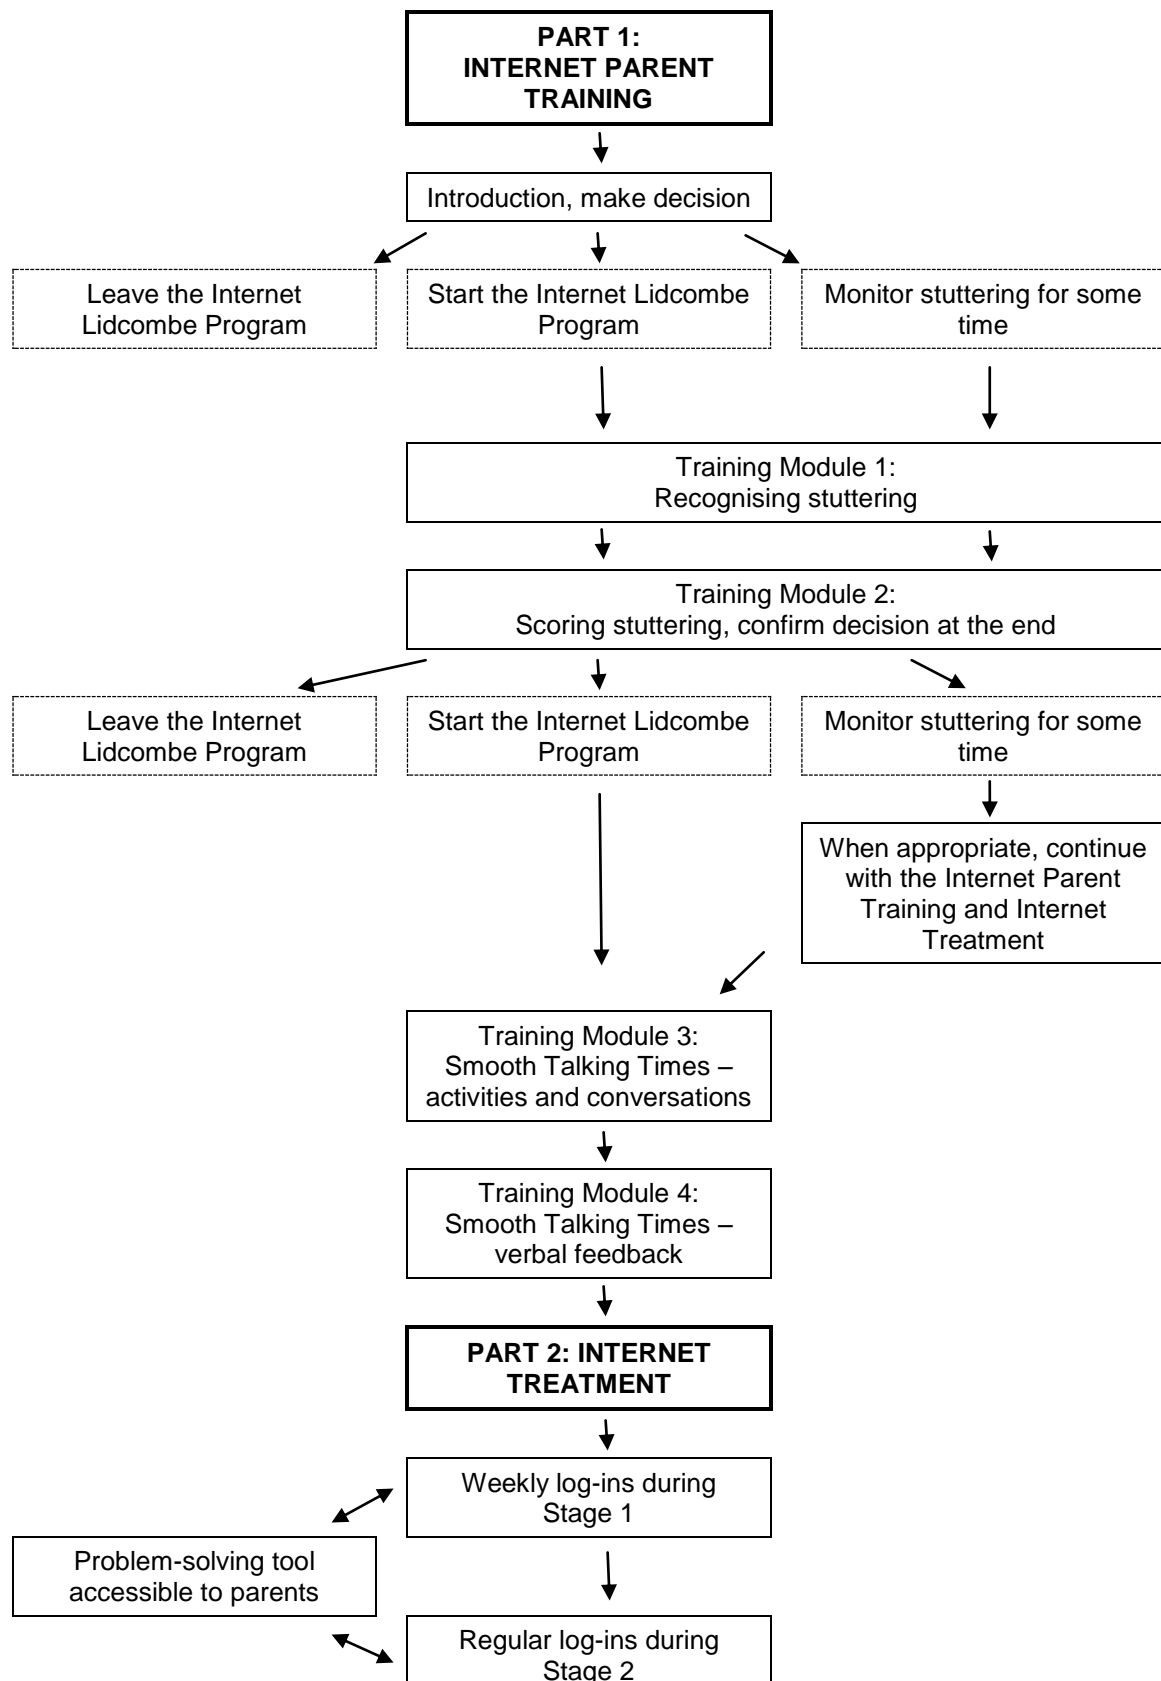 PART 1:
INTERNET PARENT
TRAINING
Introduction, make decision
Leave the Internet
Lidcombe Program
Start the Internet Lidcombe
Program
Monitor stuttering for some
time
Training Module 1:
Recognising stuttering
Training Module 2:
Scoring stuttering, confirm decision at the end
Leave the Internet
Lidcombe Program
Start the Internet Lidcombe
Program
Monitor stuttering for some
time
When appropriate, continue
with the Internet Parent
Training and Internet
Treatment
Training Module 3:
Smooth Talking Times –
activities and conversations
Training Module 4:
Smooth Talking Times –
verbal feedback
PART 2: INTERNET
TREATMENT
Weekly log-ins during
Stage 1
Problem-solving tool
accessible to parents
Regular log-ins during
Stage 2